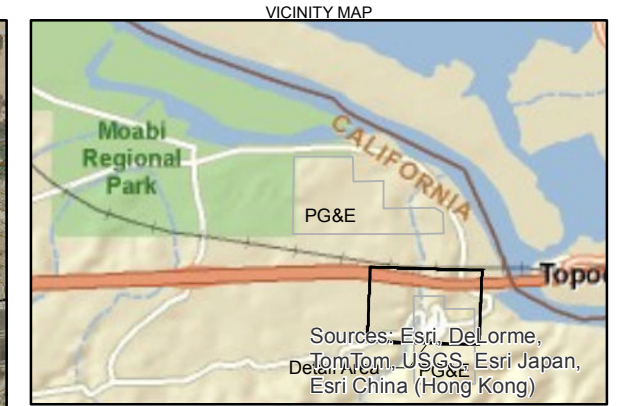 VICINITY MAP
Moabi
Regional
Park
CALIFORNIA
PG&E
Topo
Sources: Esri, DeLorme,
TomTom, USGS, Esri Japan,
Esri China (Hong Kong)
Detail Area
PG&E